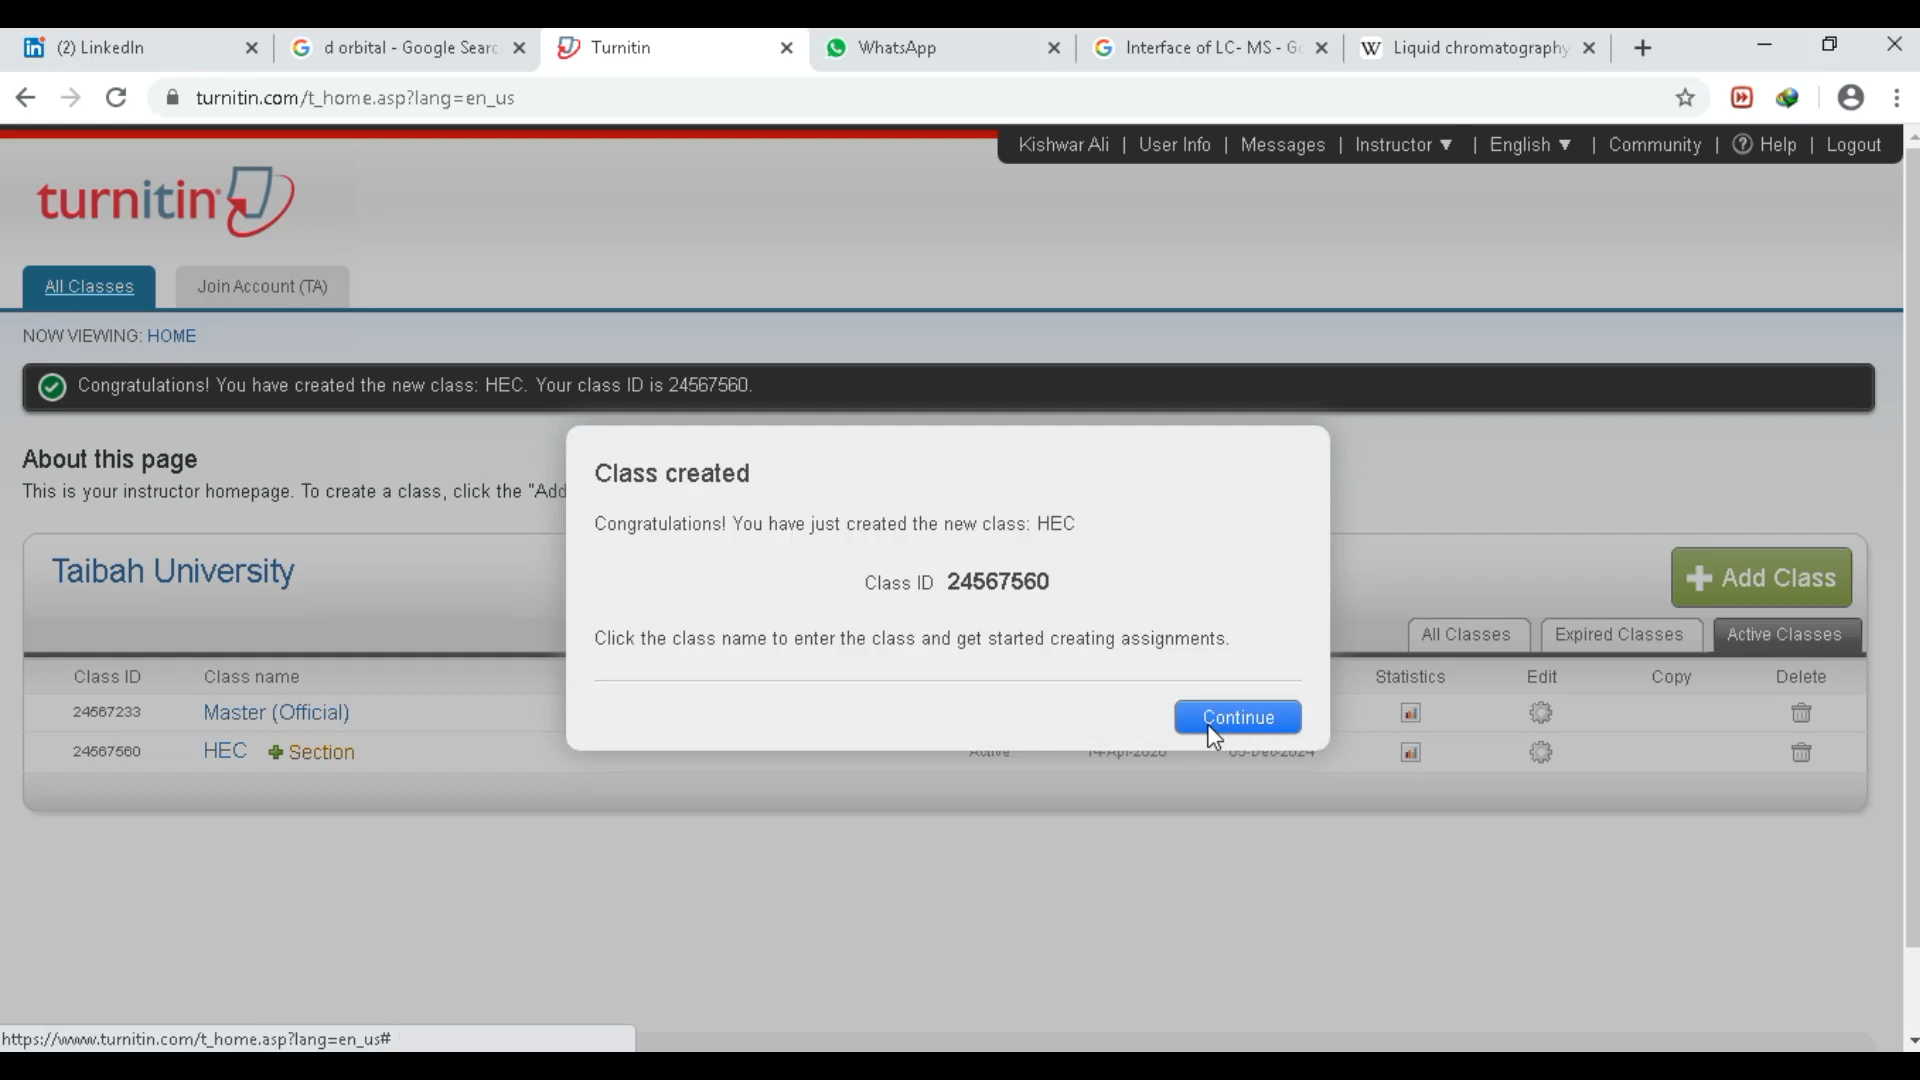 (2) LinkedIn
d orbital - Google Searc
Turnitin
WhatsApp
Interface of LC- MS - Go
Liquid chromatography
turnitin.com/t_home.asp?lang=en_us
Kishwar Ali | User Info | Messages | Instructor ▼ | English ▼ | Community | ? Help | Logout
turnitin
All Classes
Join Account (TA)
NOW VIEWING: HOME
Congratulations! You have created the new class: HEC. Your class ID is 24567560.
About this page
This is your instructor homepage. To create a class, click the "Add
Class created
Congratulations! You have just created the new class: HEC
Class ID 24567560
Click the class name to enter the class and get started creating assignments.
Continue
Taibah University
Add Class
All Classes
Expired Classes
Active Classes
Class ID
Class name
Statistics
Edit
Copy
Delete
24567233
Master (Official)
24567560
HEC
Section
Active
https://www.turnitin.com/t_home.asp?lang=en_us#